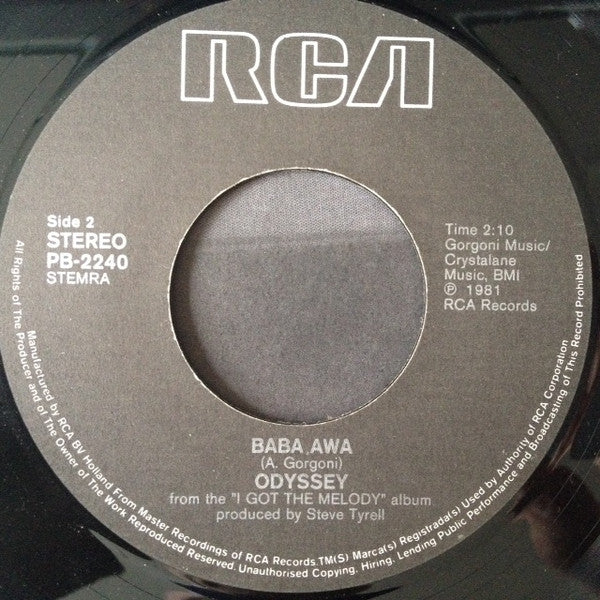 RCA
Side 2
STEREO
PB-2240
STEMRA
Time 2:10
Gorgoni Music/
Crystalane
Music, BMI
℗ 1981
RCA Records
BABA AWA
(A. Gorgoni)
ODYSSEY
from the "I GOT THE MELODY" album
produced by Steve Tyrell
Manufactured by RCA BV Holland From Master Recordings of RCA Records.TM(S) Marca(s) Registrada(s) Used by Authority of RCA Corporation
All Rights of The Producer and of The Owner of The Work Reproduced Reserved. Unauthorised Copying, Hiring, Lending Public Performance and Broadcasting of This Record Prohibited